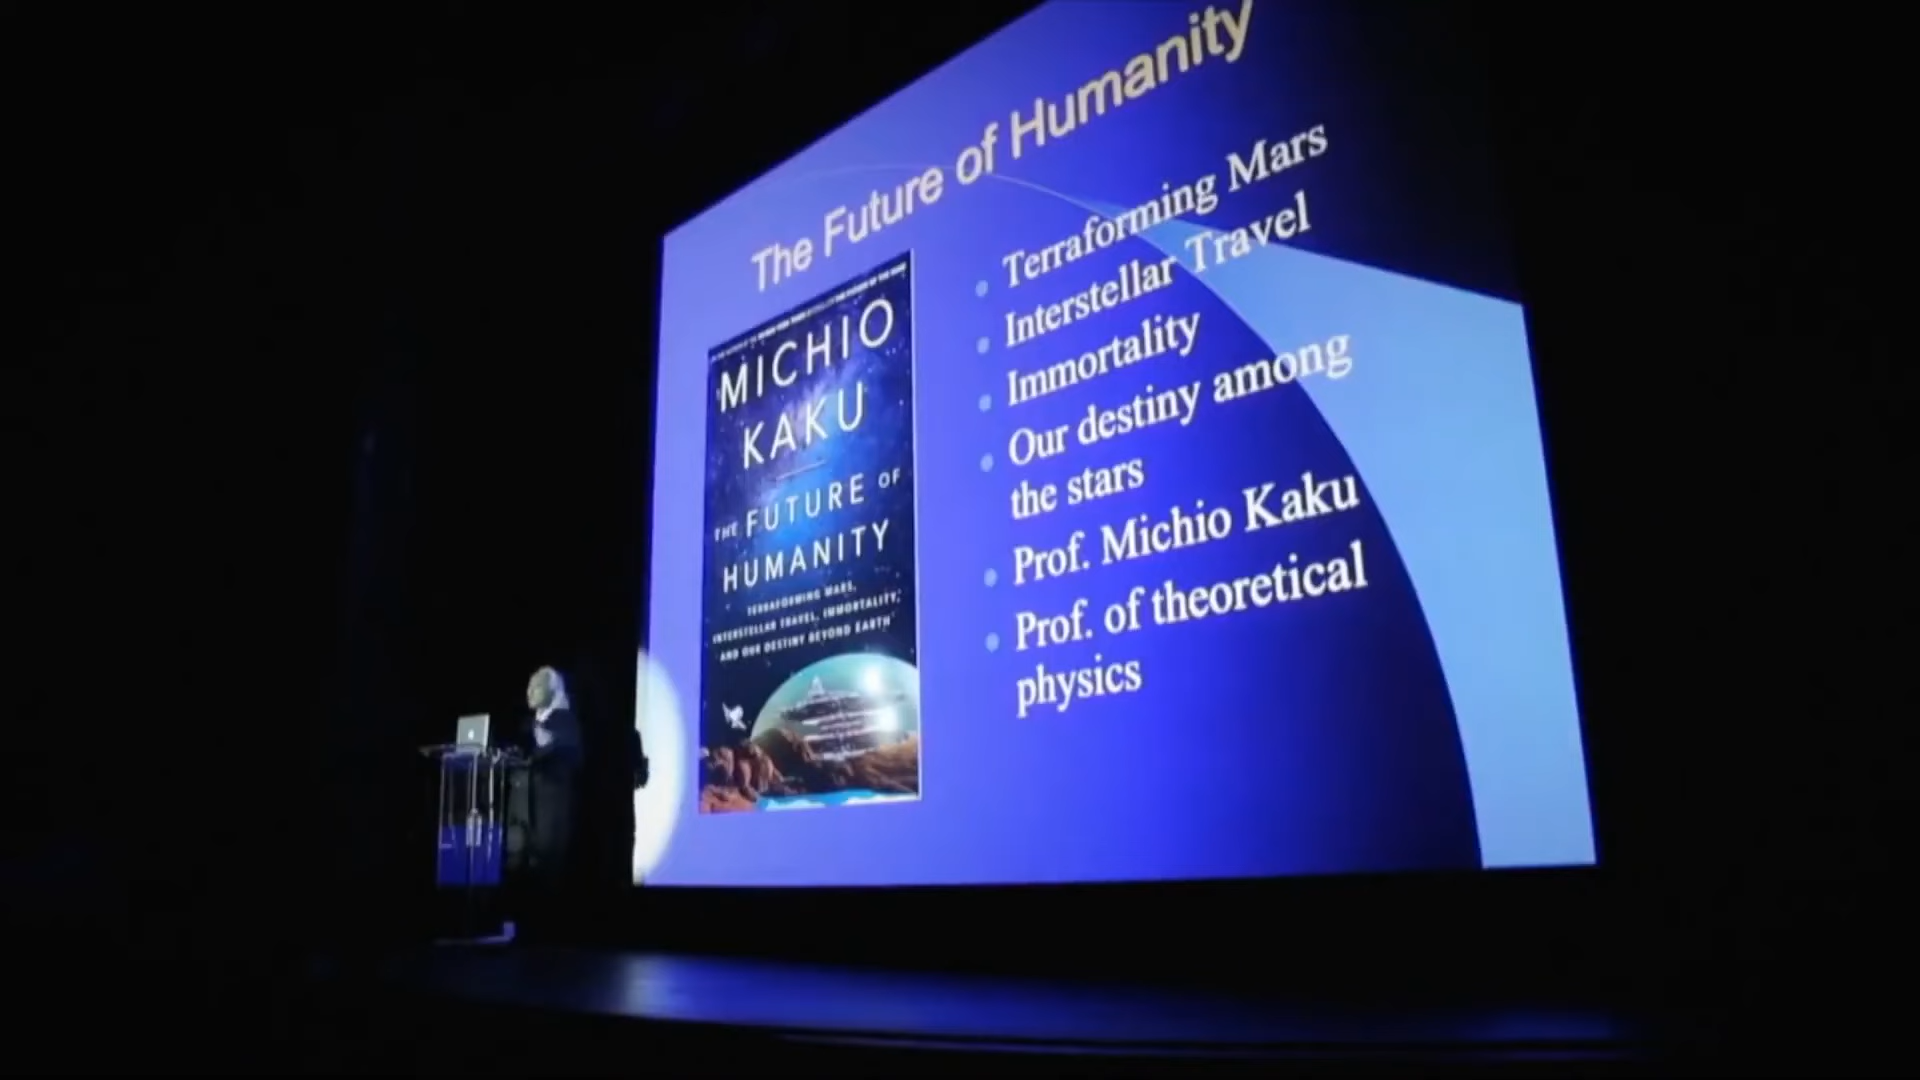 The Future of Humanity
MICHIO
KAKU
THE FUTURE OF
HUMANITY
TERRAFORMING MARS,
INTERSTELLAR TRAVEL, IMMORTALITY,
AND OUR DESTINY BEYOND EARTH
Terraforming Mars
Interstellar Travel
Immortality
Our destiny among
the stars
Prof. Michio Kaku
Prof. of theoretical
physics